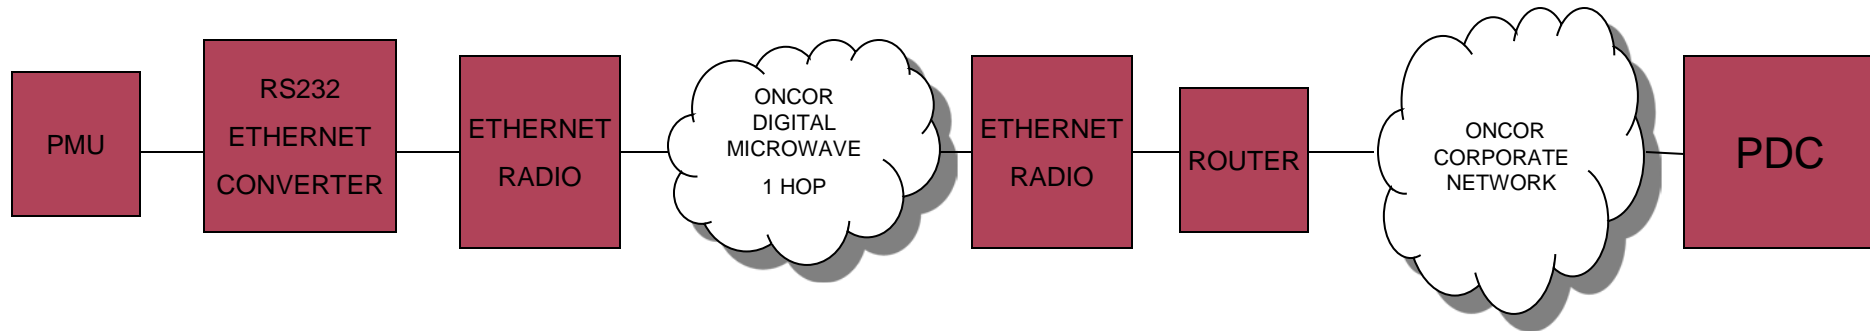 PMU
RS232
ETHERNET
CONVERTER
ETHERNET
RADIO
ONCOR
DIGITAL
MICROWAVE
1 HOP
ETHERNET
RADIO
ROUTER
ONCOR
CORPORATE
NETWORK
PDC